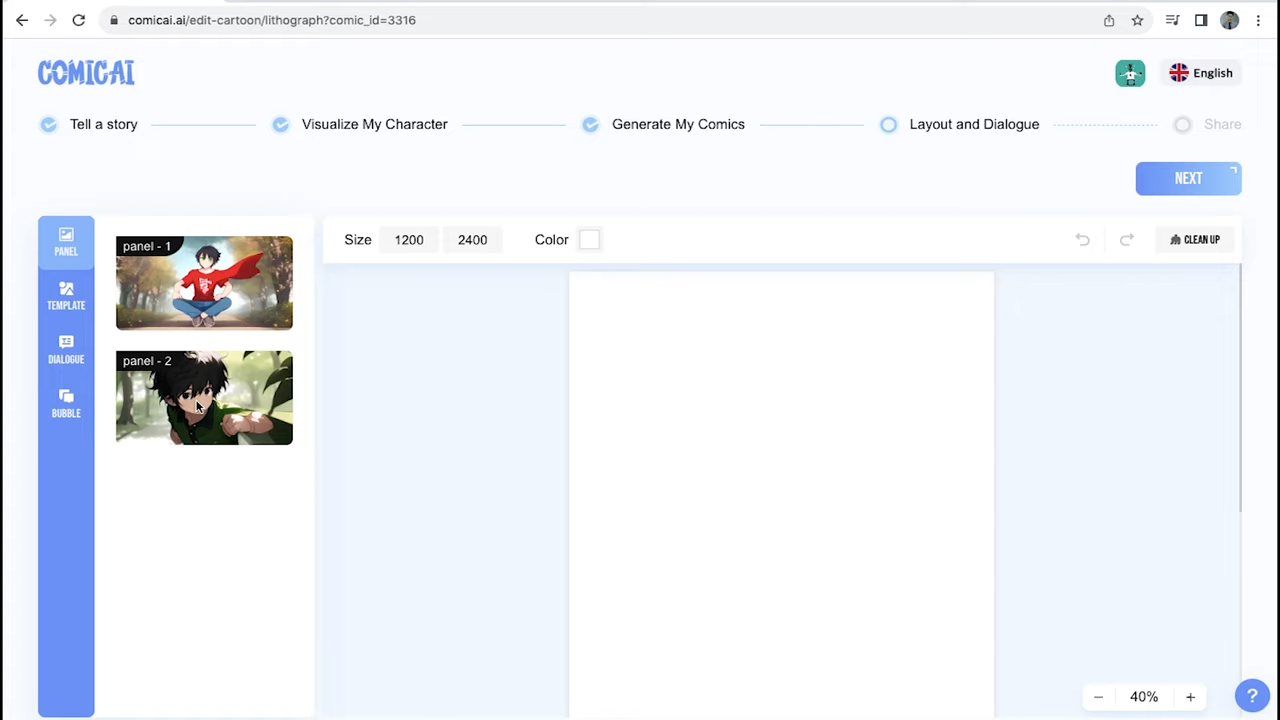 comicai.ai/edit-cartoon/lithograph?comic_id=3316
COMICAI
English
Tell a story
Visualize My Character
Generate My Comics
Layout and Dialogue
Share
NEXT
PANEL
TEMPLATE
DIALOGUE
BUBBLE
panel - 1
panel - 2
Size 1200 2400 Color
CLEAN UP
− 40% +
?